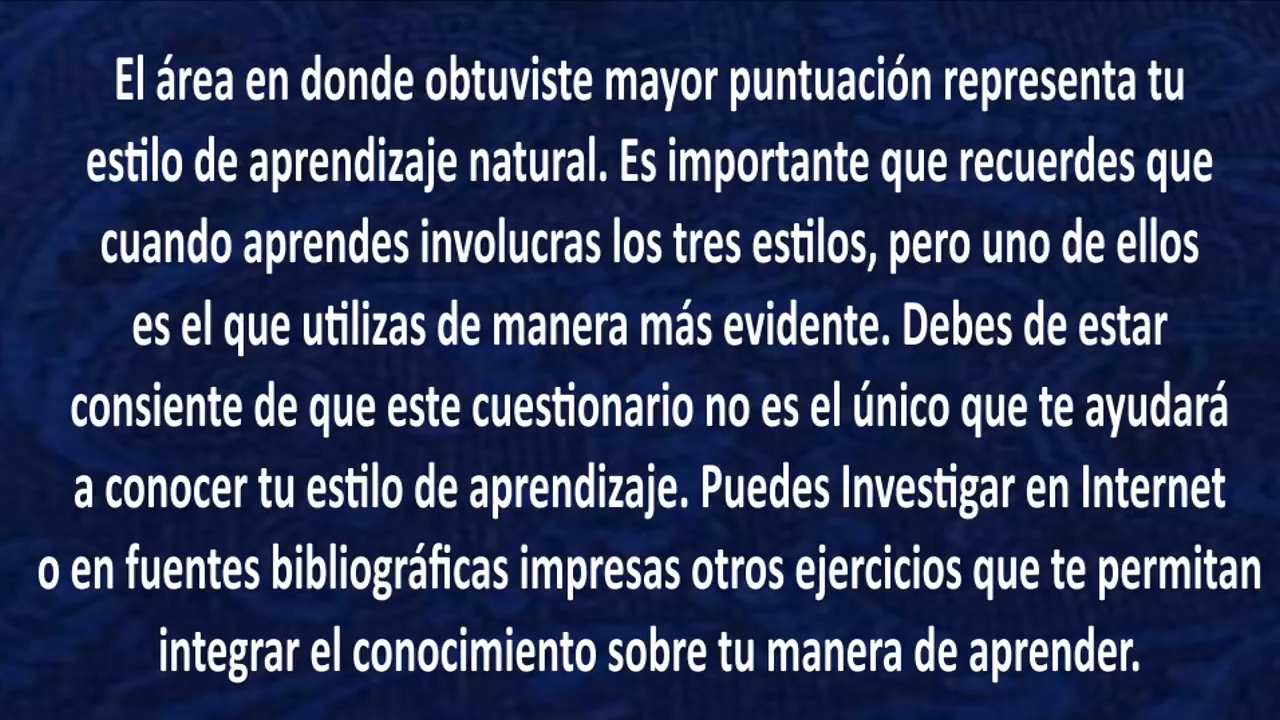 El área en donde obtuviste mayor puntuación representa tu
estilo de aprendizaje natural. Es importante que recuerdes que
cuando aprendes involucras los tres estilos, pero uno de ellos
es el que utilizas de manera más evidente. Debes de estar
consiente de que este cuestionario no es el único que te ayudará
a conocer tu estilo de aprendizaje. Puedes Investigar en Internet
o en fuentes bibliográficas impresas otros ejercicios que te permitan
integrar el conocimiento sobre tu manera de aprender.